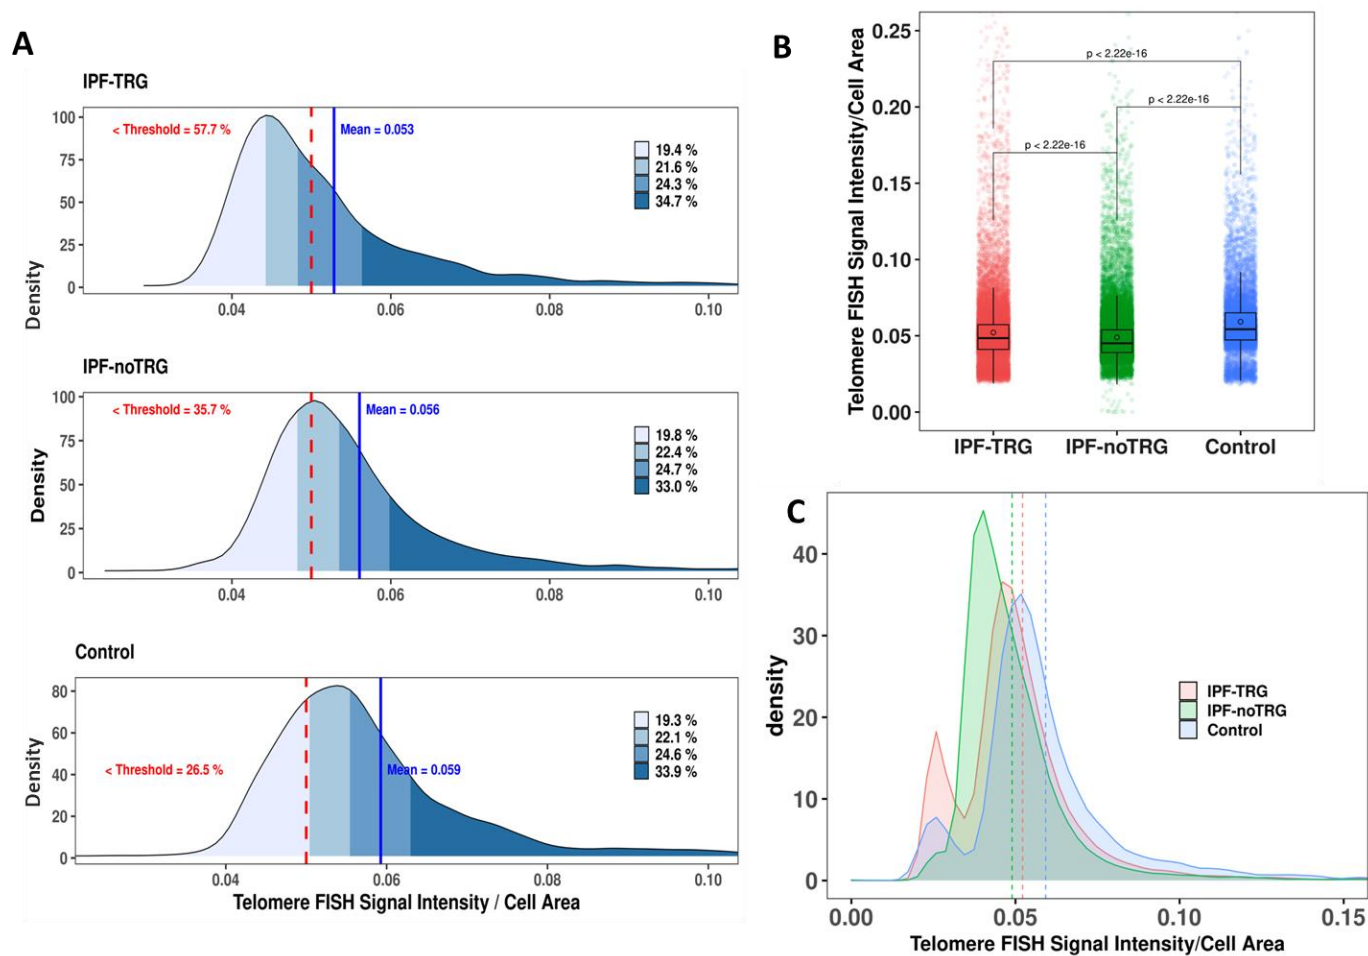 A
IPF-TRG
Density
100
75
50
25
0
< Threshold = 57.7 %
Mean = 0.053
19.4 %
21.6 %
24.3 %
34.7 %
0.04
0.06
0.08
0.10
IPF-noTRG
Density
100
75
50
25
0
< Threshold = 35.7 %
Mean = 0.056
19.8 %
22.4 %
24.7 %
33.0 %
0.04
0.06
0.08
0.10
Control
Density
80
60
40
20
0
< Threshold = 26.5 %
Mean = 0.059
19.3 %
22.1 %
24.6 %
33.9 %
0.04
0.06
0.08
0.10
Telomere FISH Signal Intensity / Cell Area
B
Telomere FISH Signal Intensity/Cell Area
0.25
0.20
0.15
0.10
0.05
0.00
p < 2.22e-16
p < 2.22e-16
p < 2.22e-16
IPF-TRG
IPF-noTRG
Control
C
density
40
30
20
10
0
IPF-TRG
IPF-noTRG
Control
0.00
0.05
0.10
0.15
Telomere FISH Signal Intensity/Cell Area